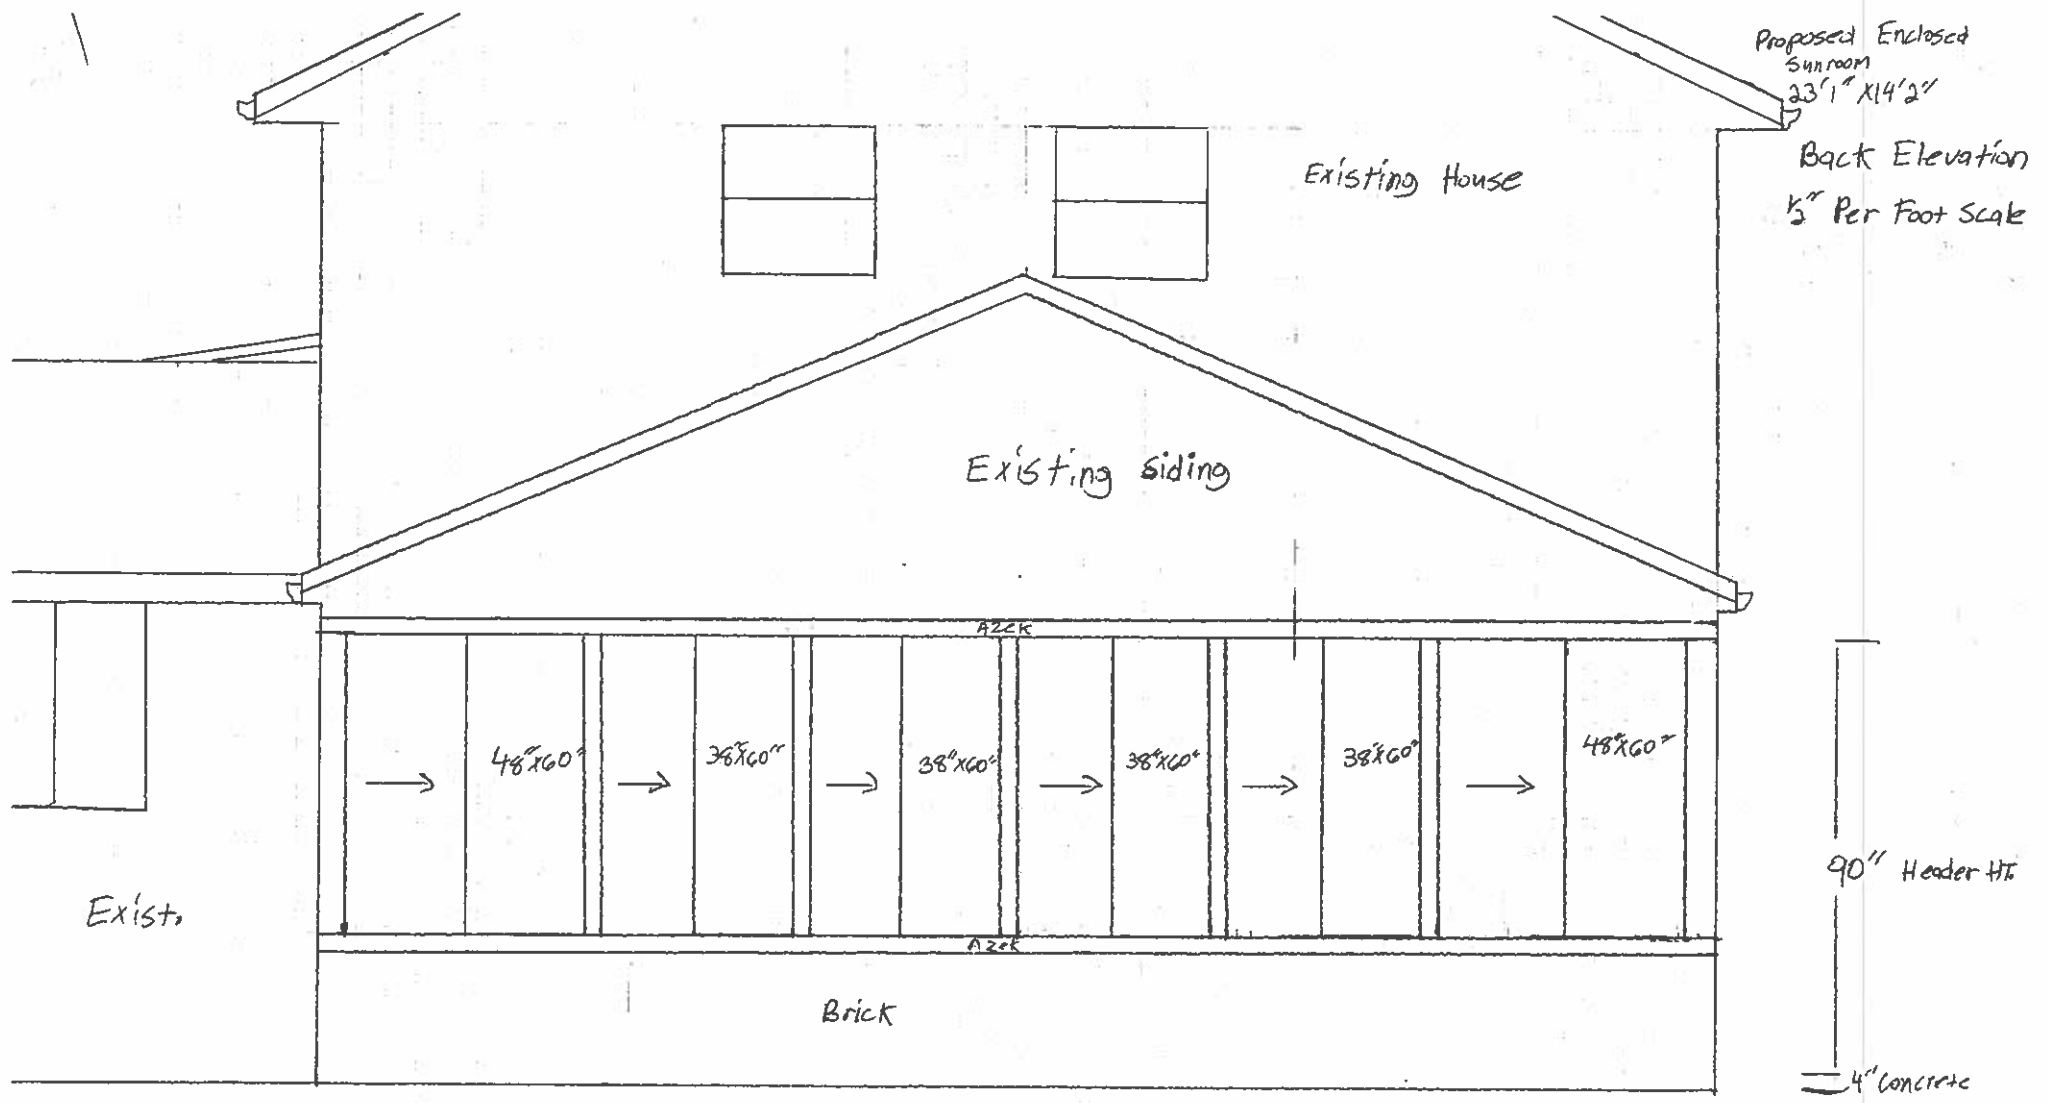 Proposed Enclosed
Sunroom
23'1" X14'2"
Back Elevation
1/2" Per Foot Scale
Existing House
Existing siding
AZEK
48"X60"
38"X60"
38"X60"
38"X60"
38"X60"
48"X60"
90" Header HT.
Exist.
AZEK
Brick
4" Concrete